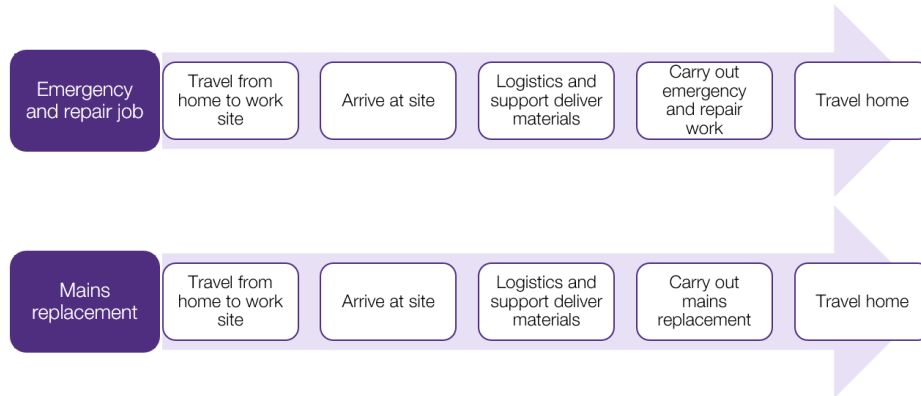 Emergency
and repair job
Travel from
home to work
site
Arrive at site
Logistics and
support deliver
materials
Carry out
emergency
and repair
work
Travel home
Mains
replacement
Travel from
home to work
site
Arrive at site
Logistics and
support deliver
materials
Carry out
mains
replacement
Travel home